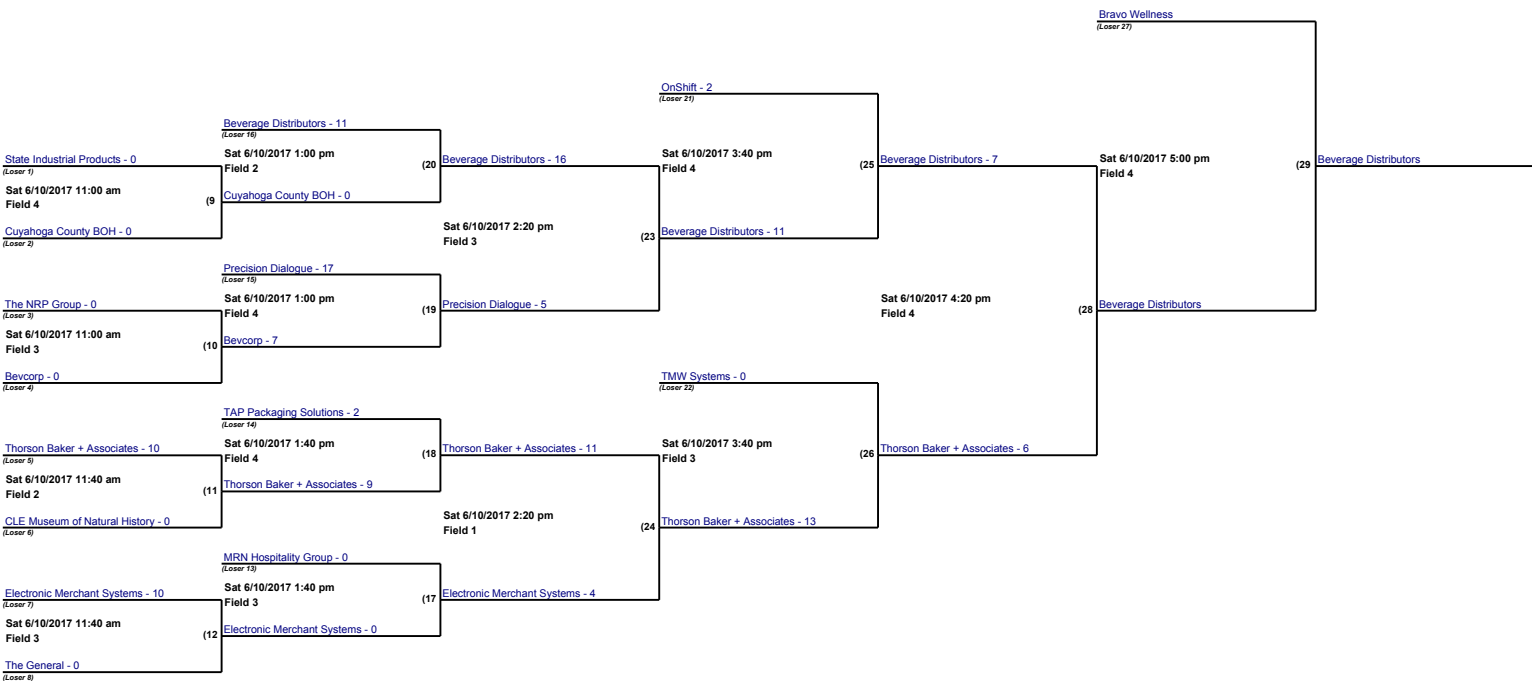 Bravo Wellness
(Loser 27)
OnShift - 2
(Loser 21)
Beverage Distributors - 11
(Loser 16)
State Industrial Products - 0
(Loser 1)
Sat 6/10/2017 1:00 pm
Field 2
(20
Beverage Distributors - 16
Sat 6/10/2017 3:40 pm
Field 4
(25
Beverage Distributors - 7
Sat 6/10/2017 5:00 pm
Field 4
(29
Beverage Distributors
Sat 6/10/2017 11:00 am
Field 4
(9
Cuyahoga County BOH - 0
Cuyahoga County BOH - 0
(Loser 2)
Sat 6/10/2017 2:20 pm
Field 3
(23
Beverage Distributors - 11
Precision Dialogue - 17
(Loser 15)
The NRP Group - 0
(Loser 3)
Sat 6/10/2017 1:00 pm
Field 4
(19
Precision Dialogue - 5
Sat 6/10/2017 4:20 pm
Field 4
(28
Beverage Distributors
Sat 6/10/2017 11:00 am
Field 3
(10
Bevcorp - 7
Bevcorp - 0
(Loser 4)
TMW Systems - 0
(Loser 22)
TAP Packaging Solutions - 2
(Loser 14)
Thorson Baker + Associates - 10
(Loser 5)
Sat 6/10/2017 1:40 pm
Field 4
(18
Thorson Baker + Associates - 11
Sat 6/10/2017 3:40 pm
Field 3
(26
Thorson Baker + Associates - 6
Sat 6/10/2017 11:40 am
Field 2
(11
Thorson Baker + Associates - 9
CLE Museum of Natural History - 0
(Loser 6)
Sat 6/10/2017 2:20 pm
Field 1
(24
Thorson Baker + Associates - 13
MRN Hospitality Group - 0
(Loser 13)
Electronic Merchant Systems - 10
(Loser 7)
Sat 6/10/2017 1:40 pm
Field 3
(17
Electronic Merchant Systems - 4
Sat 6/10/2017 11:40 am
Field 3
(12
Electronic Merchant Systems - 0
The General - 0
(Loser 8)